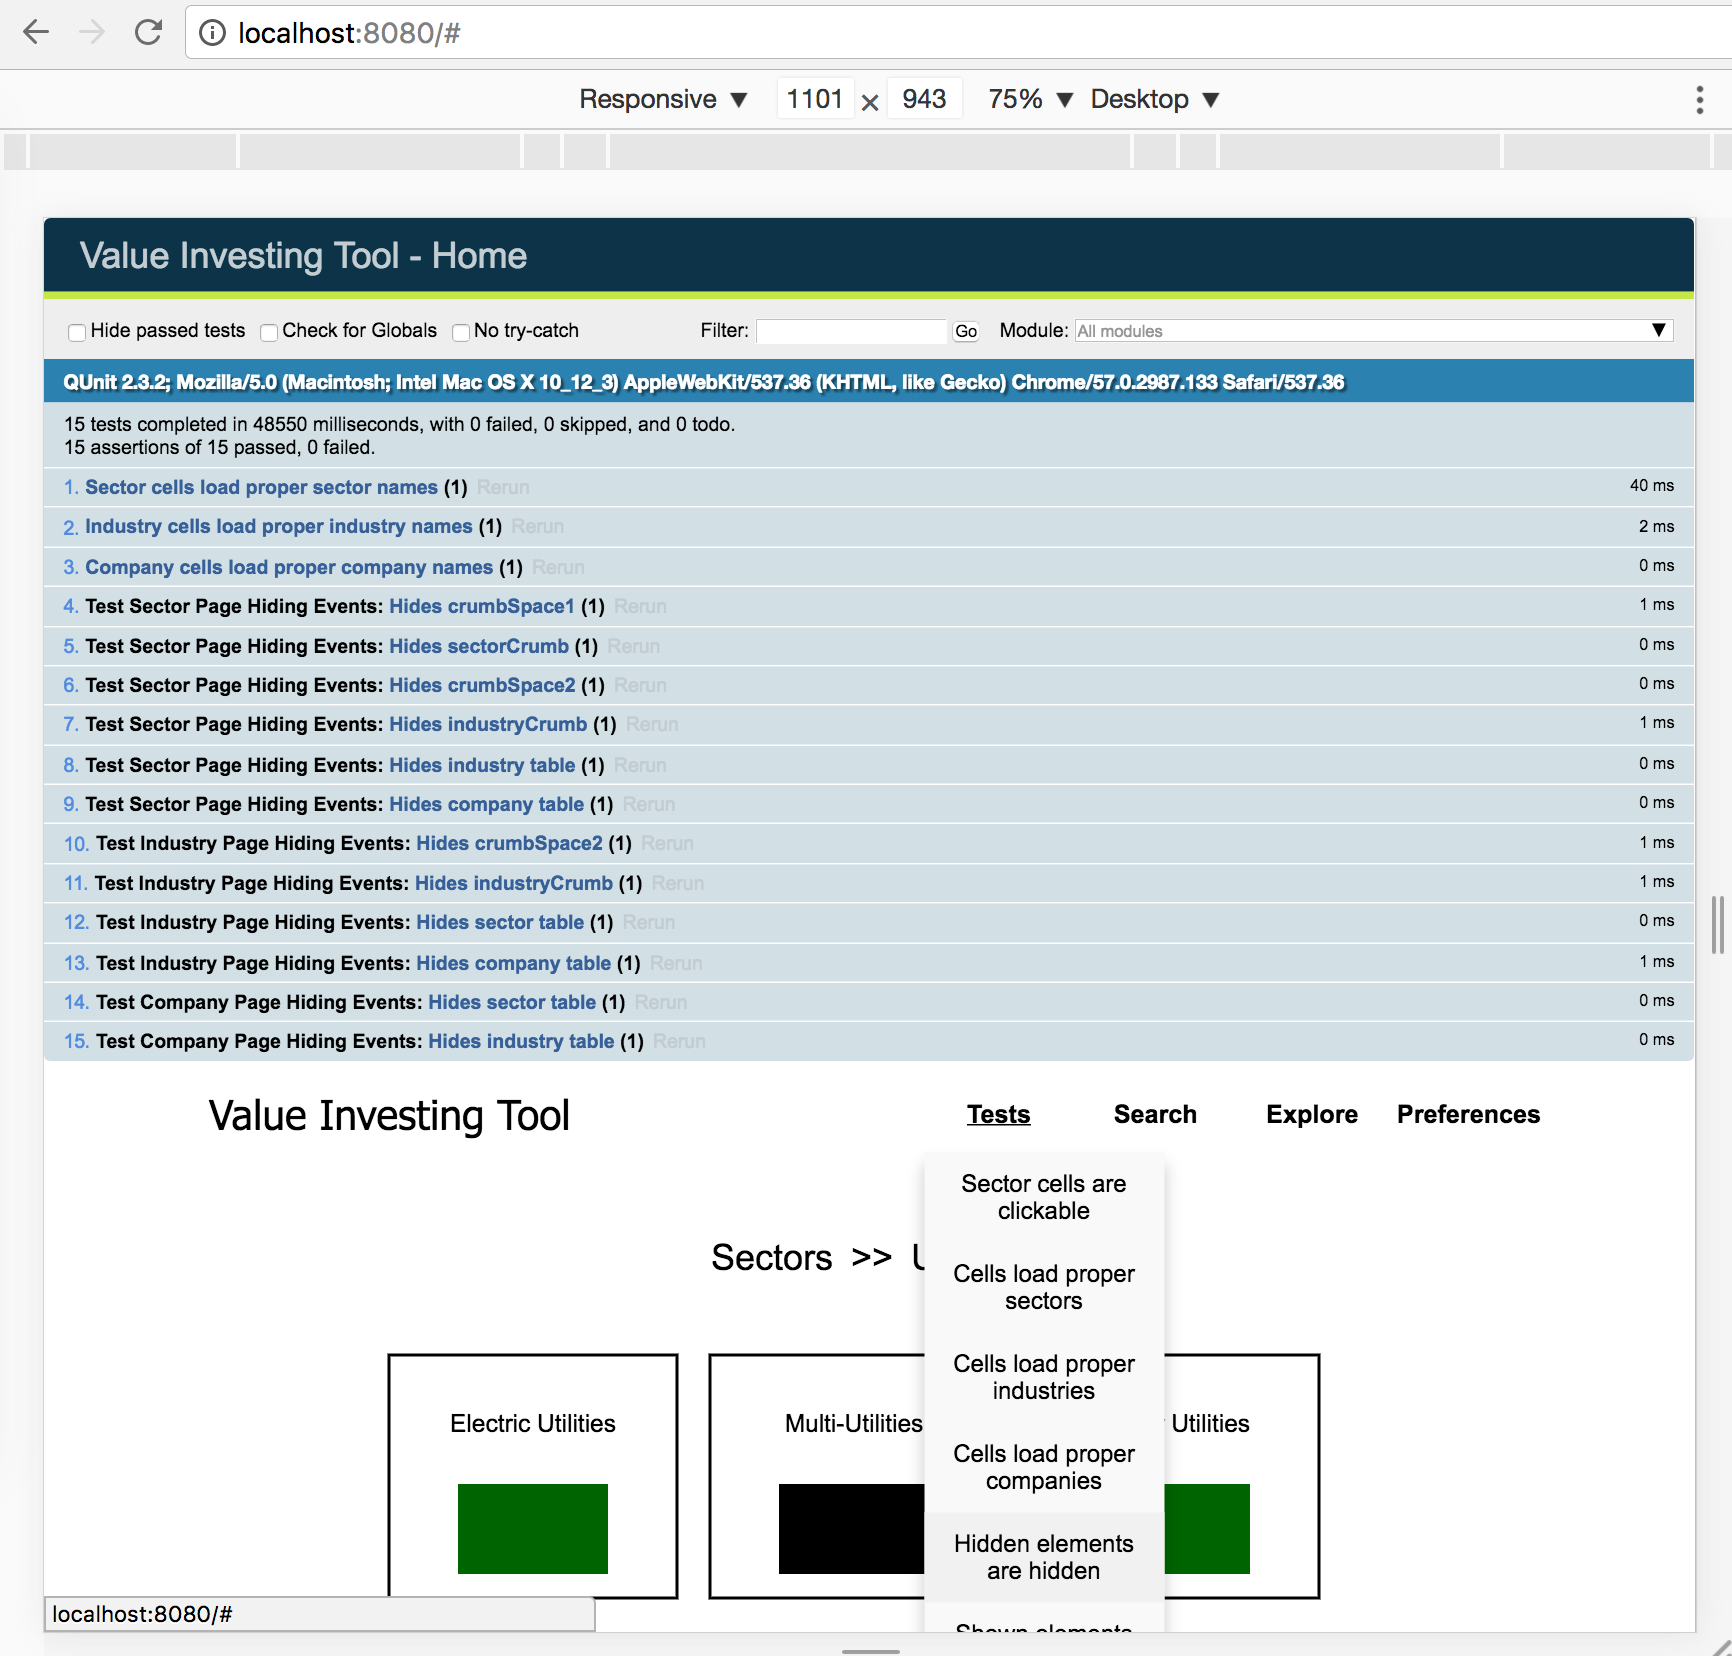 localhost:8080/#
Responsive ▼ 1101 × 943 75% ▼ Desktop ▼
Value Investing Tool - Home
Hide passed tests Check for Globals No try-catch Filter: Go Module: All modules ▼
QUnit 2.3.2; Mozilla/5.0 (Macintosh; Intel Mac OS X 10_12_3) AppleWebKit/537.36 (KHTML, like Gecko) Chrome/57.0.2987.133 Safari/537.36
15 tests completed in 48550 milliseconds, with 0 failed, 0 skipped, and 0 todo.
15 assertions of 15 passed, 0 failed.
1. Sector cells load proper sector names (1) Rerun 40 ms
2. Industry cells load proper industry names (1) Rerun 2 ms
3. Company cells load proper company names (1) Rerun 0 ms
4. Test Sector Page Hiding Events: Hides crumbSpace1 (1) Rerun 1 ms
5. Test Sector Page Hiding Events: Hides sectorCrumb (1) Rerun 0 ms
6. Test Sector Page Hiding Events: Hides crumbSpace2 (1) Rerun 0 ms
7. Test Sector Page Hiding Events: Hides industryCrumb (1) Rerun 1 ms
8. Test Sector Page Hiding Events: Hides industry table (1) Rerun 0 ms
9. Test Sector Page Hiding Events: Hides company table (1) Rerun 0 ms
10. Test Industry Page Hiding Events: Hides crumbSpace2 (1) Rerun 1 ms
11. Test Industry Page Hiding Events: Hides industryCrumb (1) Rerun 1 ms
12. Test Industry Page Hiding Events: Hides sector table (1) Rerun 0 ms
13. Test Industry Page Hiding Events: Hides company table (1) Rerun 1 ms
14. Test Company Page Hiding Events: Hides sector table (1) Rerun 0 ms
15. Test Company Page Hiding Events: Hides industry table (1) Rerun 0 ms
Value Investing Tool Tests Search Explore Preferences
Sector cells are
clickable
Sectors >>
Cells load proper
sectors
Cells load proper
industries
Electric Utilities Multi-Utilities Utilities
Cells load proper
companies
Hidden elements
are hidden
Shown elements
localhost:8080/#